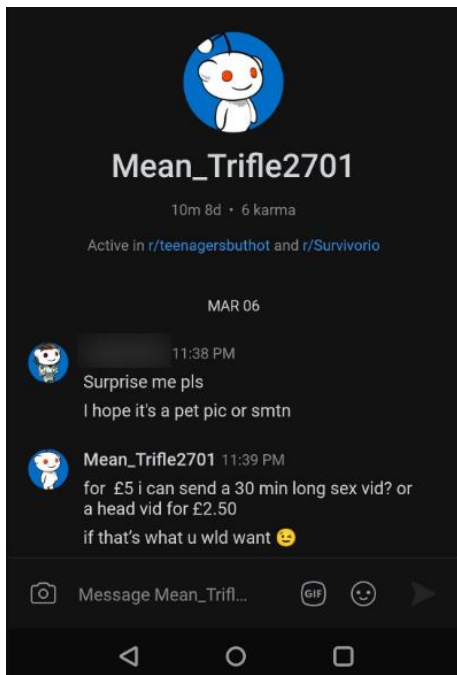 Mean_Trifle2701
10m 8d • 6 karma
Active in r/teenagersbuthot and r/Survivorio
MAR 06
11:38 PM
Surprise me pls
I hope it's a pet pic or smtn
Mean_Trifle2701 11:39 PM
for £5 i can send a 30 min long sex vid? or
a head vid for £2.50
if that's what u wld want 😉
Message Mean_Trifl...
GIF